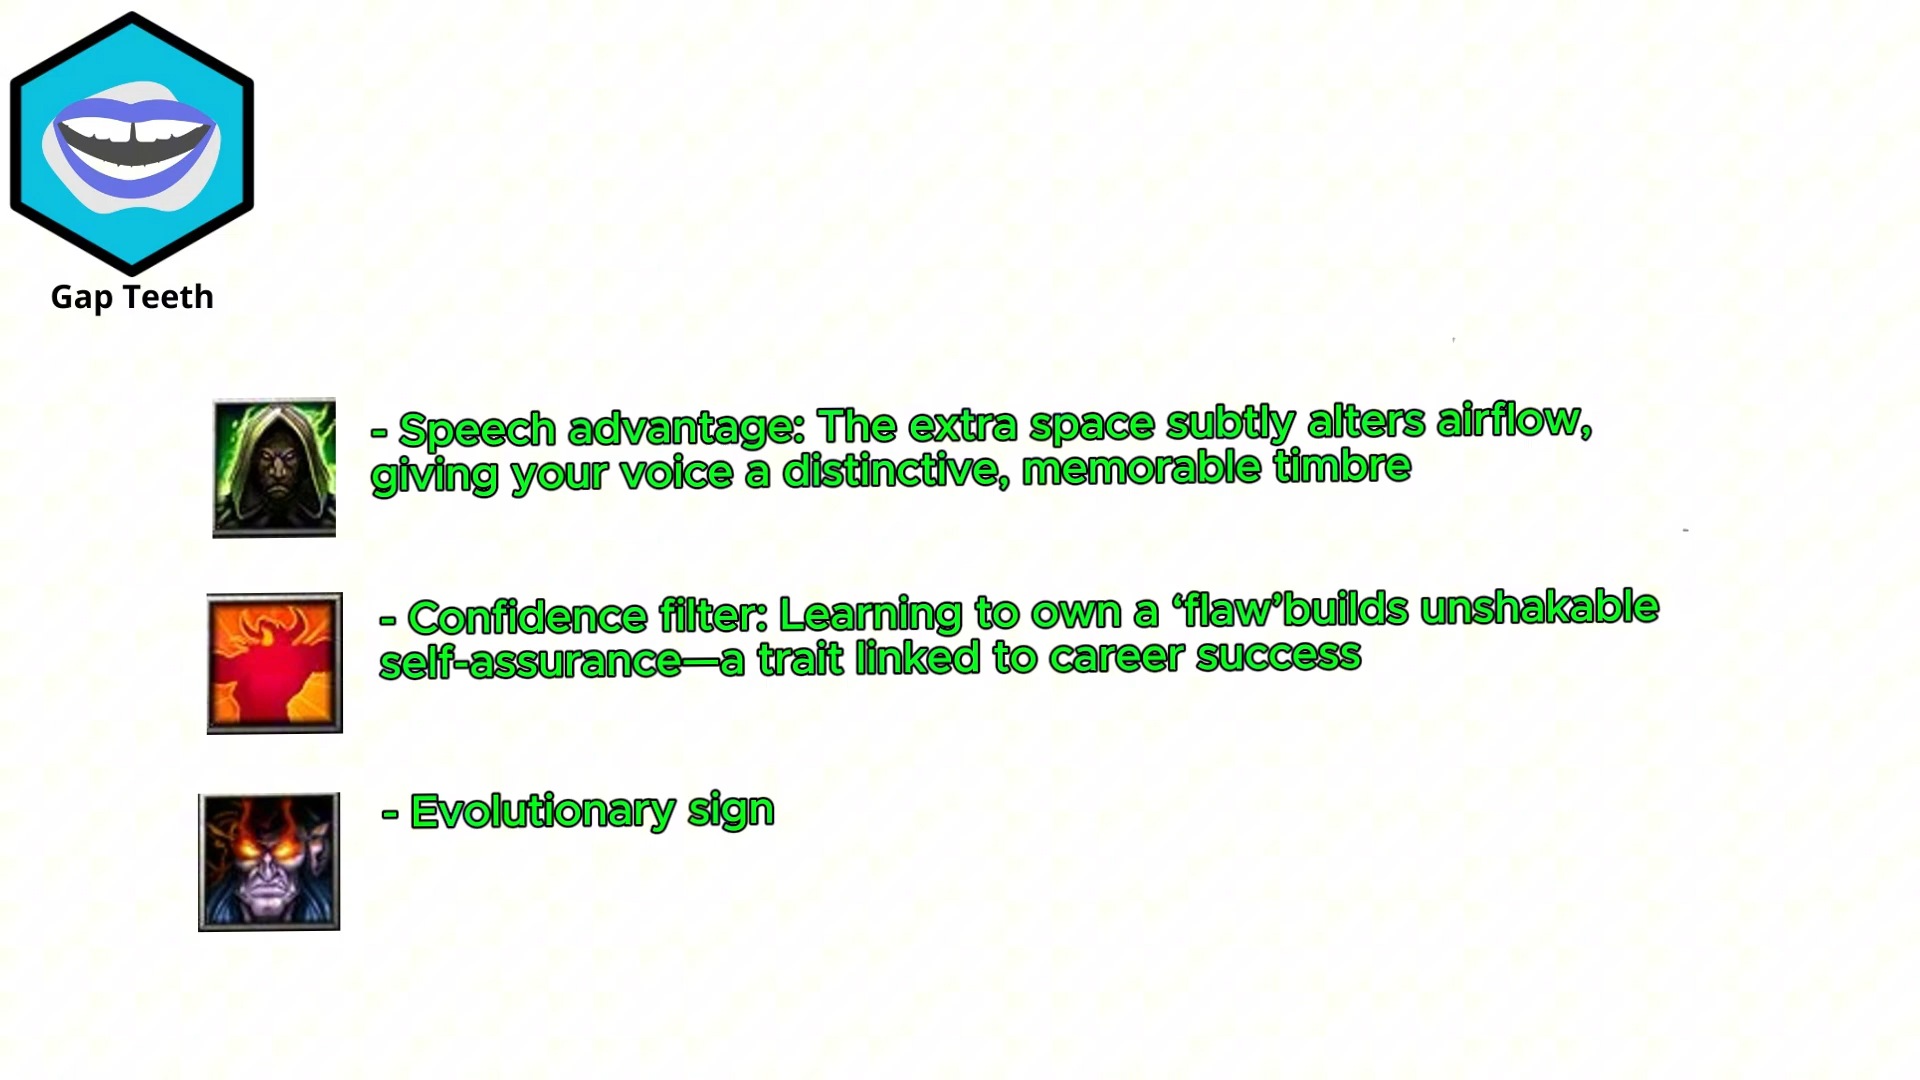 Gap Teeth
- Speech advantage: The extra space subtly alters airflow,
giving your voice a distinctive, memorable timbre
- Confidence filter: Learning to own a ‘flaw’builds unshakable
self-assurance—a trait linked to career success
- Evolutionary sign